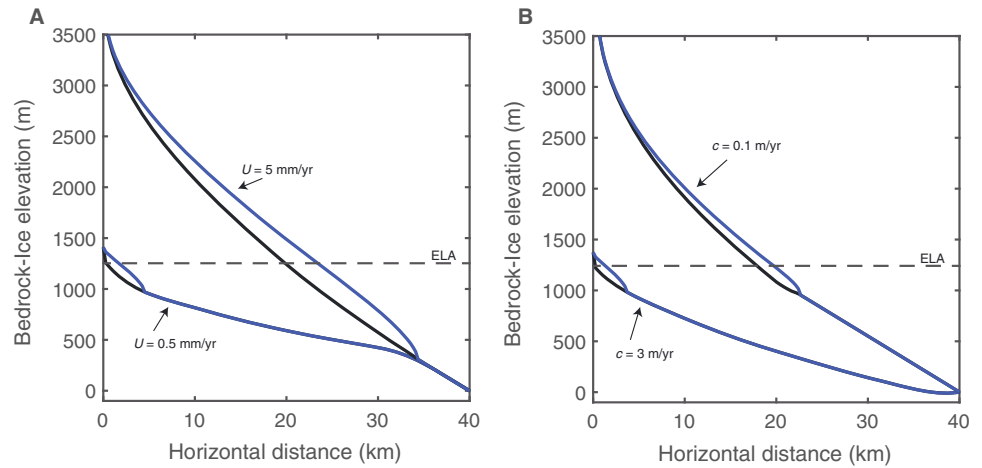 A
3500
3000
2500
2000
1500
1000
500
0
0
10
20
30
40
Bedrock-Ice elevation (m)
Horizontal distance (km)
U = 5 mm/yr
ELA
U = 0.5 mm/yr
B
3500
3000
2500
2000
1500
1000
500
0
0
10
20
30
40
Bedrock-Ice elevation (m)
Horizontal distance (km)
c = 0.1 m/yr
ELA
c = 3 m/yr